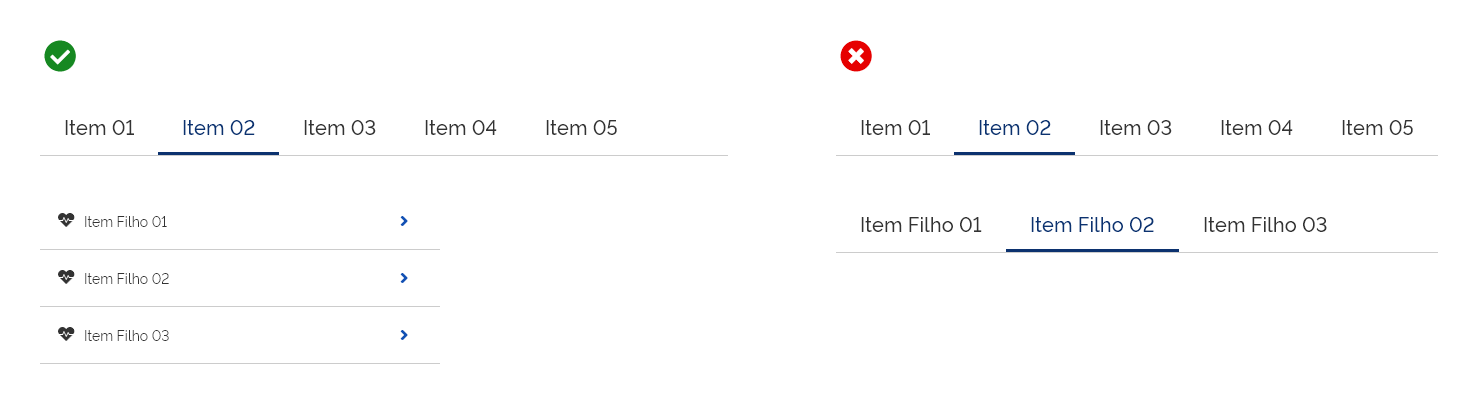 Item 01 Item 02 Item 03 Item 04 Item 05
Item Filho 01
Item Filho 02
Item Filho 03
Item 01 Item 02 Item 03 Item 04 Item 05
Item Filho 01 Item Filho 02 Item Filho 03